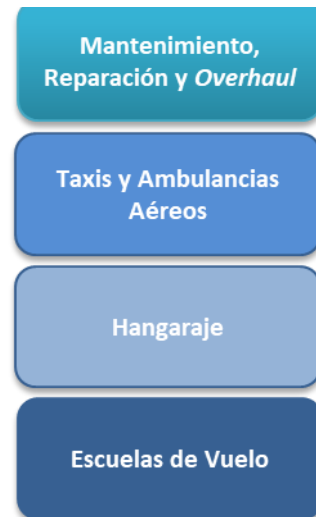 Mantenimiento,
Reparación y Overhaul
Taxis y Ambulancias
Aéreos
Hangaraje
Escuelas de Vuelo